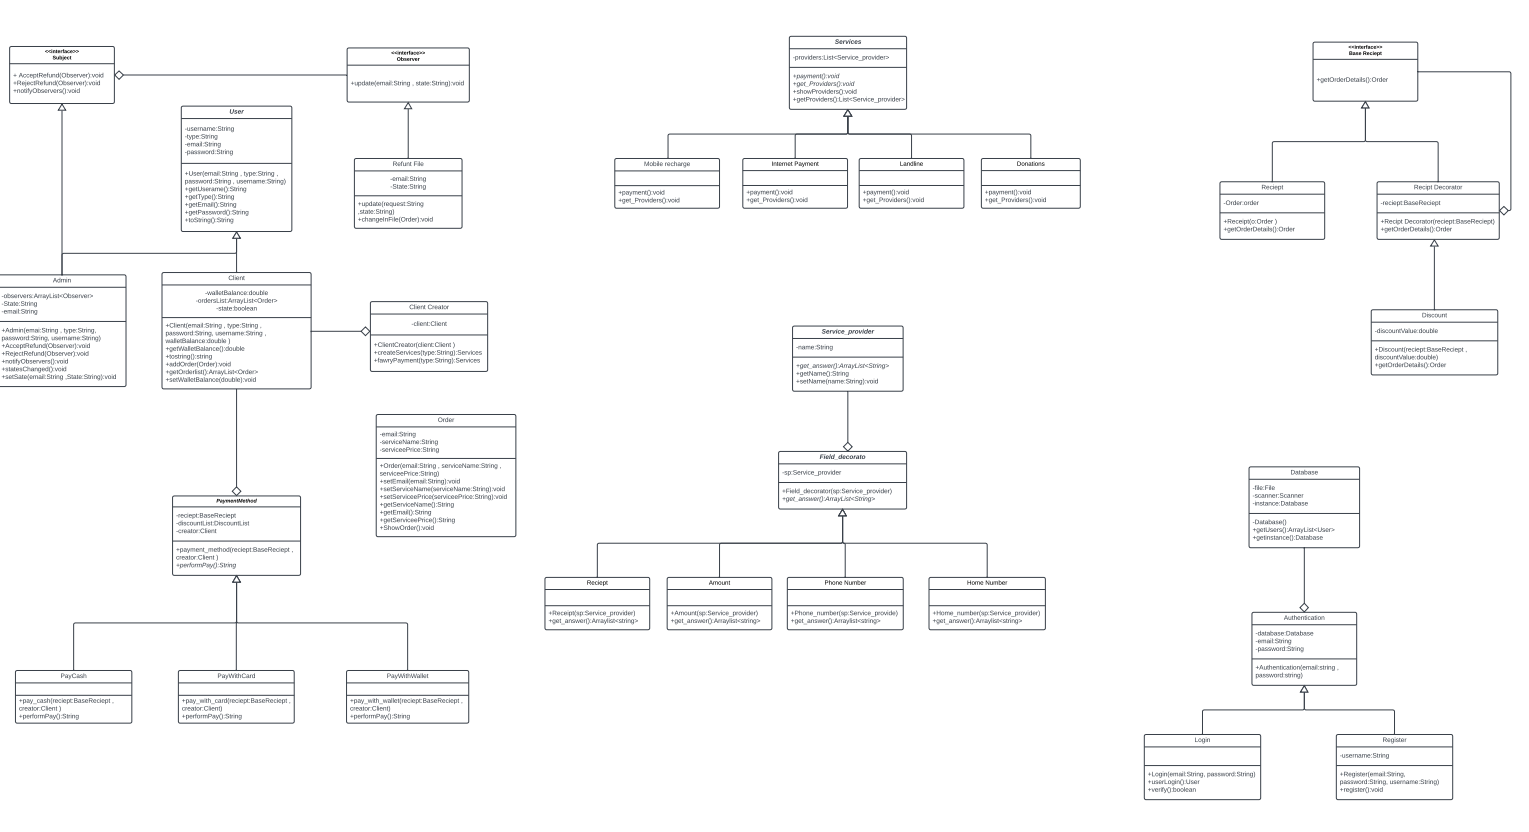 <<interface>>
Subject
+ AcceptRefund(Observer):void
+RejectRefund(Observer):void
+notifyObservers():void
<<interface>>
Observer
+update(email:String , state:String):void
User
-username:String
-type:String
-email:String
-password:String
+User(email:String , type:String ,
password:String , username:String)
+getUserame():String
+getType():String
+getEmail():String
+getPassword():String
+toString():String
Refunt File
-email:String
-State:String
+update(request:String
,state:String)
+changeInFile(Order):void
Admin
-observers:ArrayList<Observer>
-State:String
-email:String
+Admin(email:String , type:String,
password:String, username:String)
+AcceptRefund(Observer):void
+RejectRefund(Observer):void
+notifyObservers():void
+statesChanged():void
+setSate(email:String ,State:String):void
Client
-walletBalance:double
-ordersList:ArrayList<Order>
-state:boolean
+Client(email:String , type:String ,
password:String, username:String ,
walletBalance:double )
+getWalletBalance():double
+tostring():string
+addOrder(Order):void
+getOrderlist():ArrayList<Order>
+setWalletBalance(double):void
Client Creator
-client:Client
+ClientCreator(client:Client )
+createServices(type:String):Services
+fawryPayment(type:String):Services
Order
-email:String
-serviceName:String
-serviceePrice:String
+Order(email:String , serviceName:String ,
serviceePrice:String)
+setEmail(email:String):void
+setServiceName(serviceName:String):void
+setServiceePrice(serviceePrice:String):void
+getServiceName():String
+getEmail():String
+getServiceePrice():String
+ShowOrder():void
PaymentMethod
-reciept:BaseReciept
-discountList:DiscountList
-creator:Client
+payment_method(reciept:BaseReciept ,
creator:Client )
+performPay():String
PayCash
+pay_cash(reciept:BaseReciept ,
creator:Client )
+performPay():String
PayWithCard
+pay_with_card(reciept:BaseReciept ,
creator:Client)
+performPay():String
PayWithWallet
+pay_with_wallet(reciept:BaseReciept ,
creator:Client)
+performPay():String
Services
-providers:List<Service_provider>
+payment():void
+get_Providers():void
+showProviders():void
+getProviders():List<Service_provider>
Mobile recharge
+payment():void
+get_Providers():void
Internet Payment
+payment():void
+get_Providers():void
Landline
+payment():void
+get_Providers():void
Donations
+payment():void
+get_Providers():void
Service_provider
-name:String
+get_answer():ArrayList<String>
+getName():String
+setName(name:String):void
Field_decorato
-sp:Service_provider
+Field_decorator(sp:Service_provider)
+get_answer():ArrayList<String>
Reciept
+Receipt(sp:Service_provider)
+get_answer():Arraylist<string>
Amount
+Amount(sp:Service_provider)
+get_answer():Arraylist<string>
Phone Number
+Phone_number(sp:Service_provide)
+get_answer():Arraylist<string>
Home Number
+Home_number(sp:Service_provider)
+get_answer():Arraylist<string>
<<interface>>
Base Reciept
+getOrderDetails():Order
Reciept
-Order:order
+Receipt(o:Order )
+getOrderDetails():Order
Recipt Decorator
-reciept:BaseReciept
+Recipt Decorator(reciept:BaseReciept)
+getOrderDetails():Order
Discount
-discountValue:double
+Discount(reciept:BaseReciept ,
discountValue:double)
+getOrderDetails():Order
Database
-file:File
-scanner:Scanner
-instance:Database
-Database()
+getUsers():ArrayList<User>
+getinstance():Database
Authentication
-database:Database
-email:String
-password:String
+Authentication(email:string ,
password:string)
Login
+Login(email:String, password:String)
+userLogin():User
+verify():boolean
Register
-username:String
+Register(email:String,
password:String, username:String)
+register():void